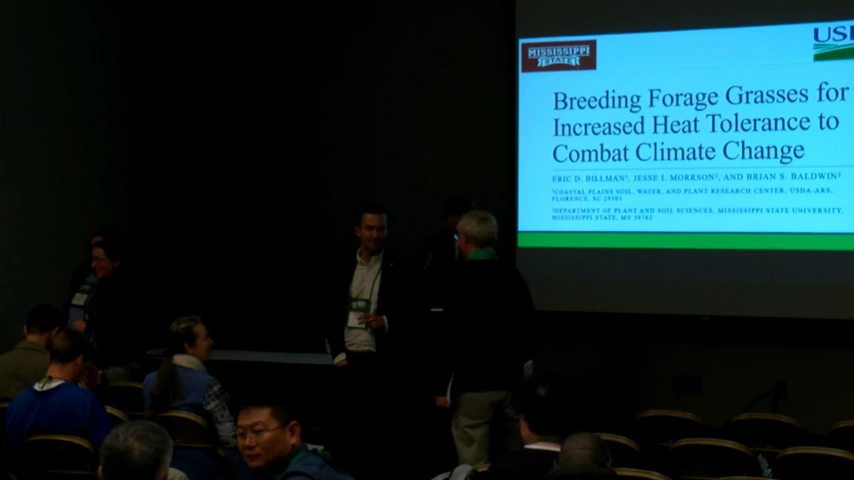 MISSISSIPPI
STATE
Breeding Forage Grasses for
Increased Heat Tolerance to
Combat Climate Change
ERIC D. BILLMAN¹, JESSE I. MORRSON², AND BRIAN S. BALDWIN²
¹COASTAL PLAINS SOIL, WATER, AND PLANT RESEARCH CENTER, USDA-ARS,
FLORENCE, SC 29501
²DEPARTMENT OF PLANT AND SOIL SCIENCES, MISSISSIPPI STATE UNIVERSITY,
MISSISSIPPI STATE, MS 39762